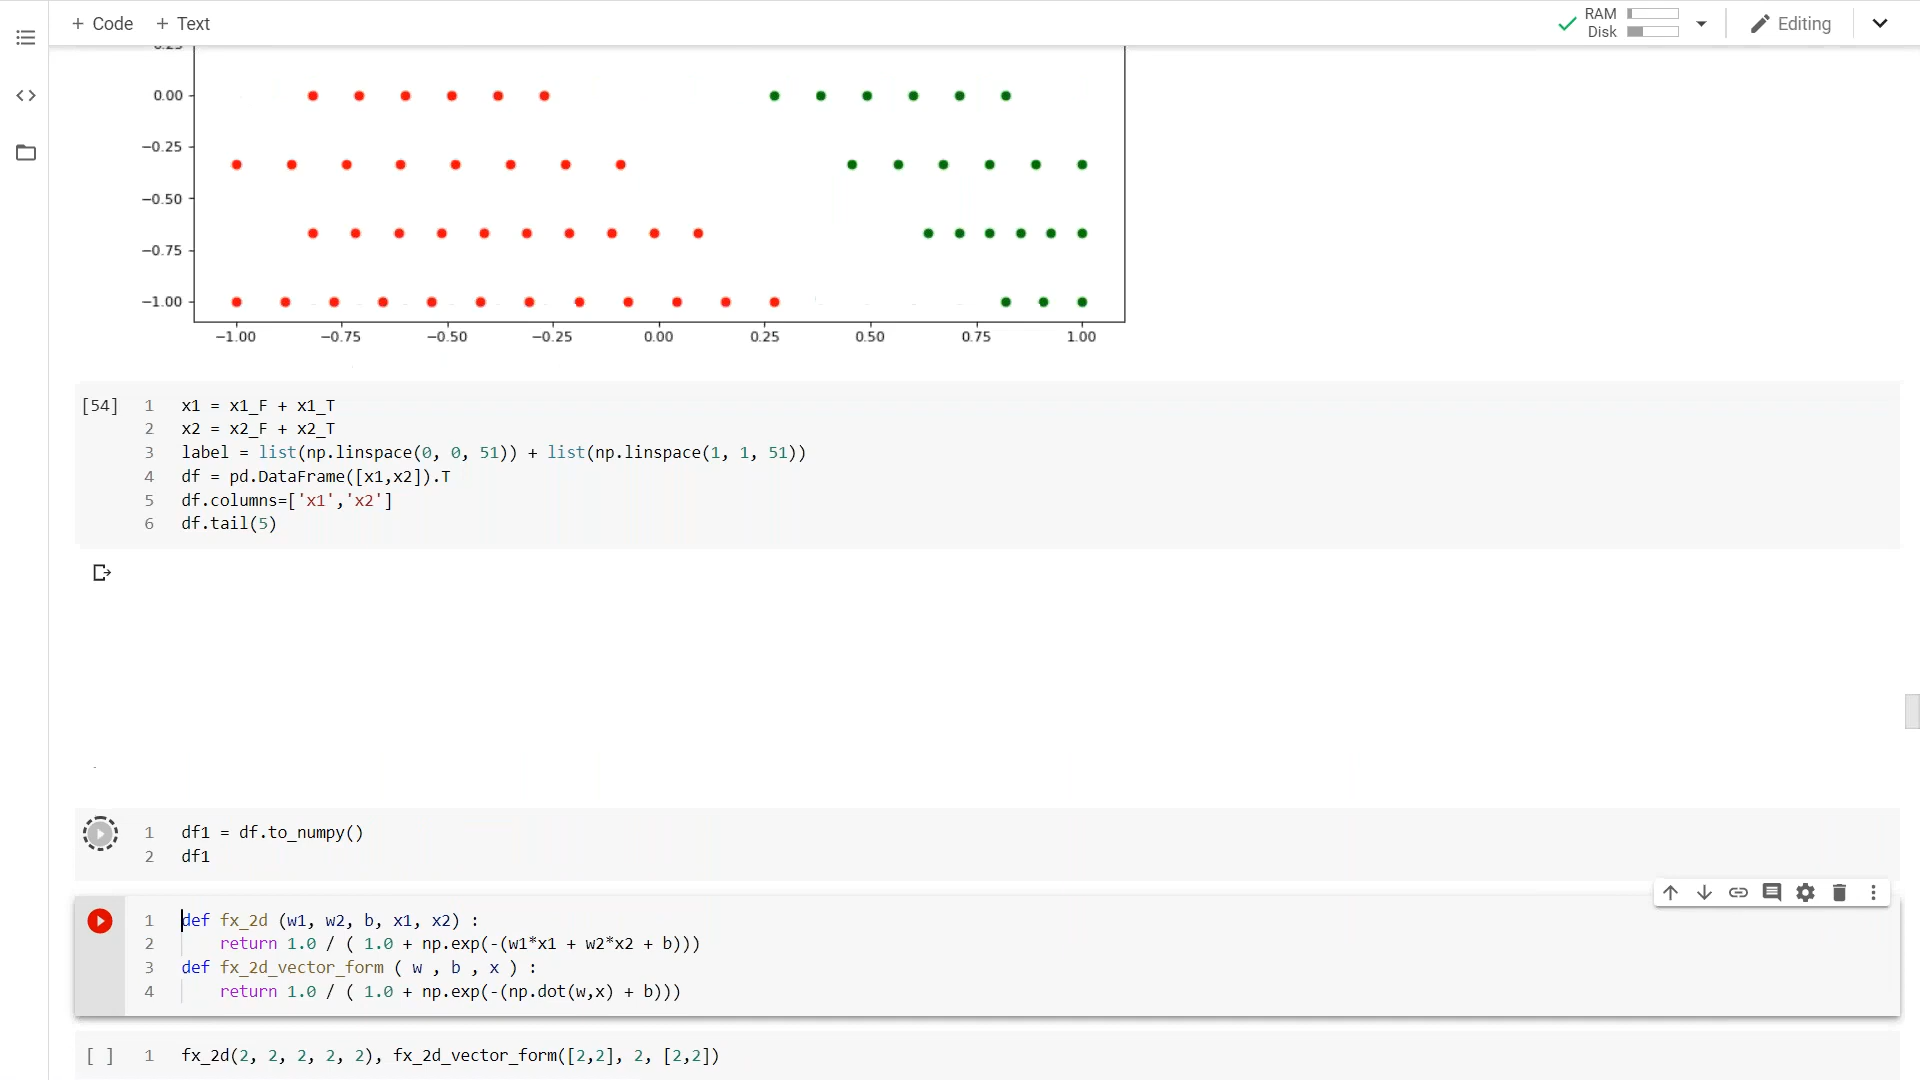 + Code + Text
RAM
Disk
Editing
0.25
0.00
−0.25
−0.50
−0.75
−1.00
−1.00 −0.75 −0.50 −0.25 0.00 0.25 0.50 0.75 1.00
[54] 1 x1 = x1_F + x1_T
2 x2 = x2_F + x2_T
3 label = list(np.linspace(0, 0, 51)) + list(np.linspace(1, 1, 51))
4 df = pd.DataFrame([x1,x2]).T
5 df.columns=['x1','x2']
6 df.tail(5)
1 df1 = df.to_numpy()
2 df1
1 def fx_2d (w1, w2, b, x1, x2) :
2 return 1.0 / ( 1.0 + np.exp(-(w1*x1 + w2*x2 + b)))
3 def fx_2d_vector_form ( w , b , x ) :
4 return 1.0 / ( 1.0 + np.exp(-(np.dot(w,x) + b)))
[ ] 1 fx_2d(2, 2, 2, 2, 2), fx_2d_vector_form([2,2], 2, [2,2])